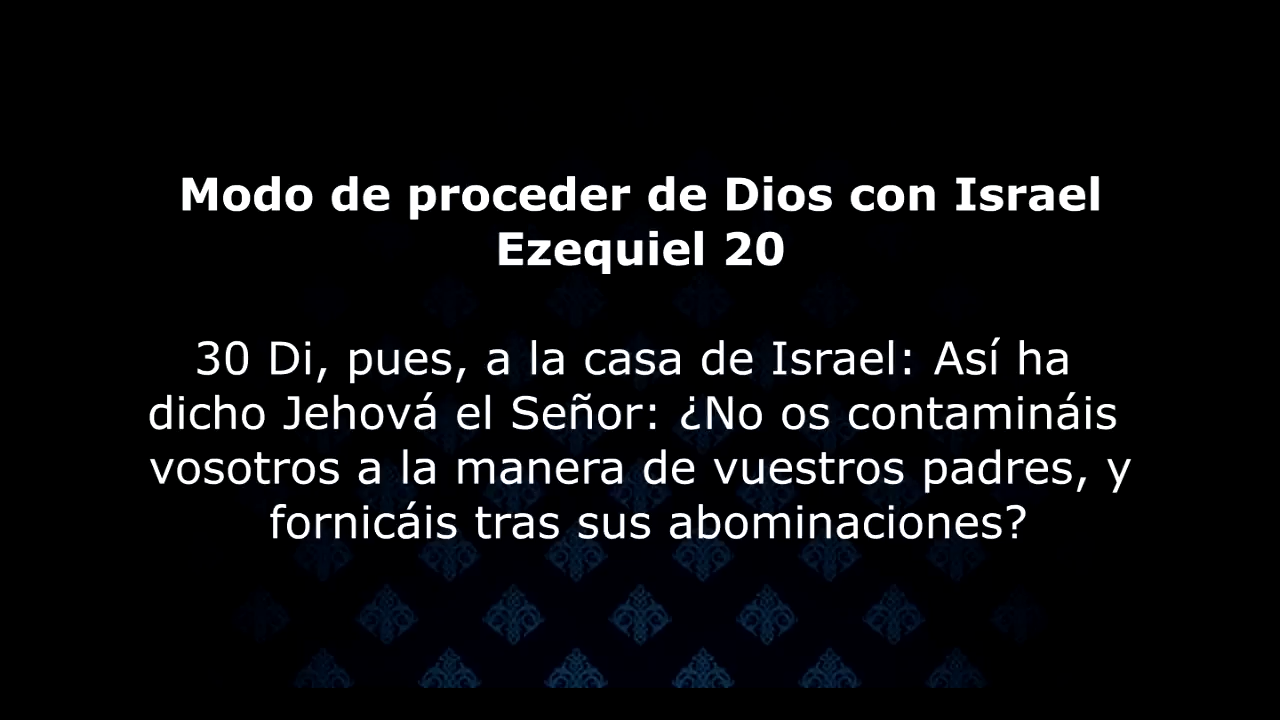 Modo de proceder de Dios con Israel
Ezequiel 20
30 Di, pues, a la casa de Israel: Así ha
dicho Jehová el Señor: ¿No os contamináis
vosotros a la manera de vuestros padres, y
fornicáis tras sus abominaciones?